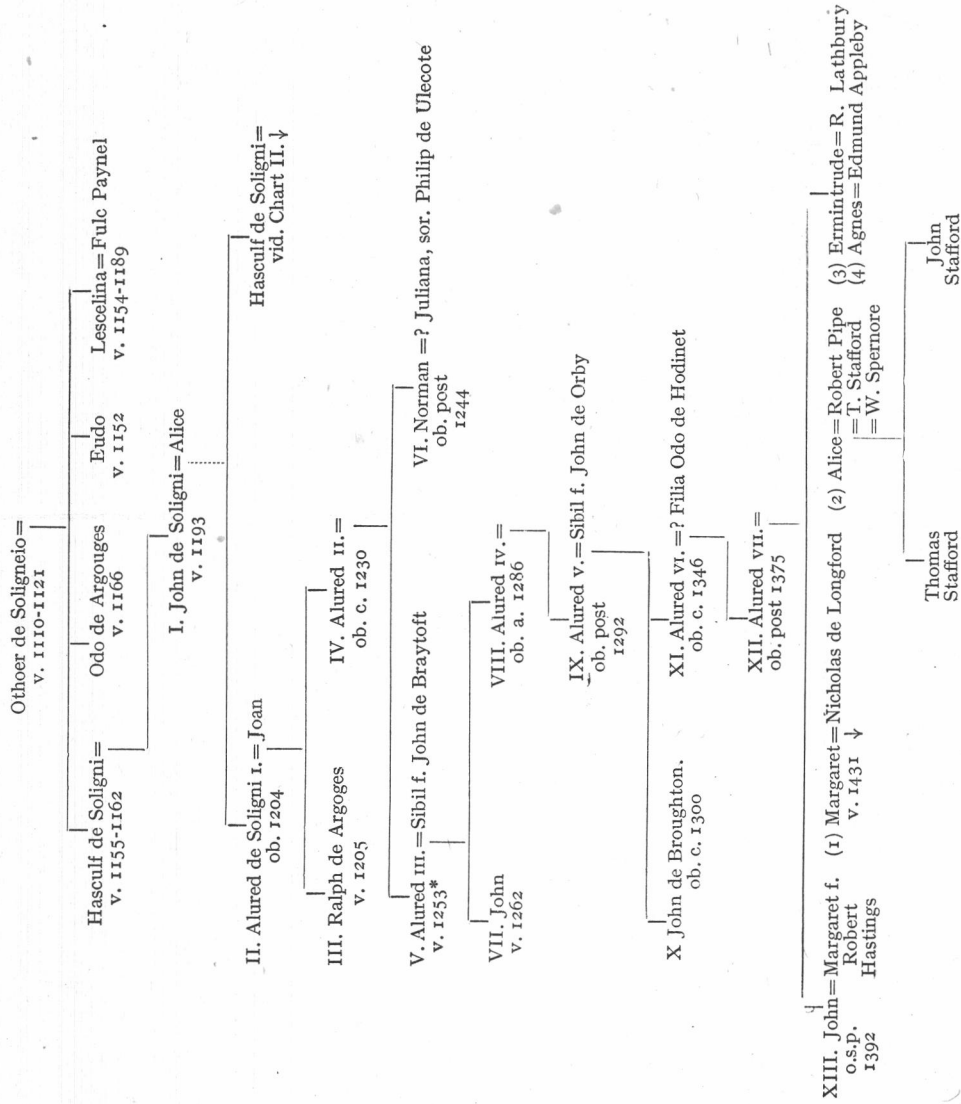 Othoer de Soligneio=
v. 1110-1121
Hasculf de Soligni=
v. 1155-1162
Odo de Argouges
v. 1166
Eudo
v. 1152
Lescelina=Fulc Paynel
v. 1154-1189
I. John de Soligni=Alice
v. 1193
II. Alured de Soligni I.=Joan
ob. 1204
Hasculf de Soligni=
vid. Chart II.↓
III. Ralph de Argoges
v. 1205
IV. Alured II.=
ob. c. 1230
V. Alured III.=Sibil f. John de Braytoft
v. 1253*
VI. Norman =? Juliana, sor. Philip de Ulecote
ob. post
1244
VII. John
v. 1262
VIII. Alured IV.=
ob. a. 1286
IX. Alured V.=Sibil f. John de Orby
ob. post
1292
X John de Broughton.
ob. c. 1300
XI. Alured VI. =? Filia Odo de Hodinet
ob. c. 1346
XII. Alured VII.=
ob. post 1375
XIII. John=Margaret f.
o.s.p. Robert
1392 Hastings
(1) Margaret=Nicholas de Longford
v. 1431 ↓
(2) Alice=Robert Pipe
=T. Stafford
=W. Spernore
(3) Ermintrude=R. Lathbury
(4) Agnes=Edmund Appleby
Thomas
Stafford
John
Stafford